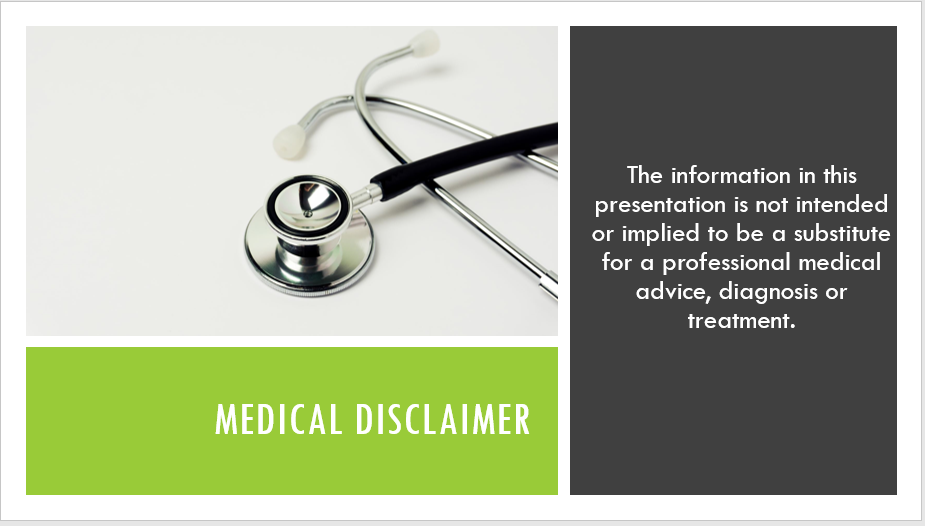 The information in this
presentation is not intended
or implied to be a substitute
for a professional medical
advice, diagnosis or
treatment.
MEDICAL DISCLAIMER